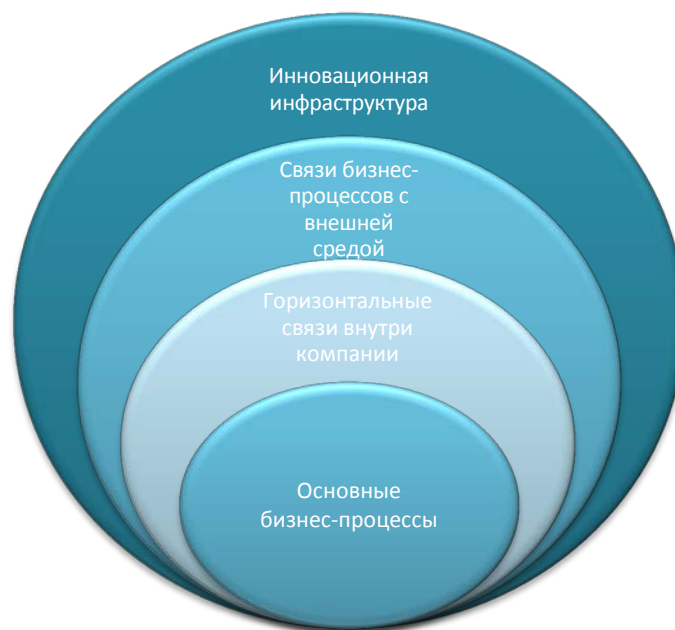 Инновационная
инфраструктура
Связи бизнес-
процессов с
внешней
средой
Горизонтальные
связи внутри
компании
Основные
бизнес-процессы